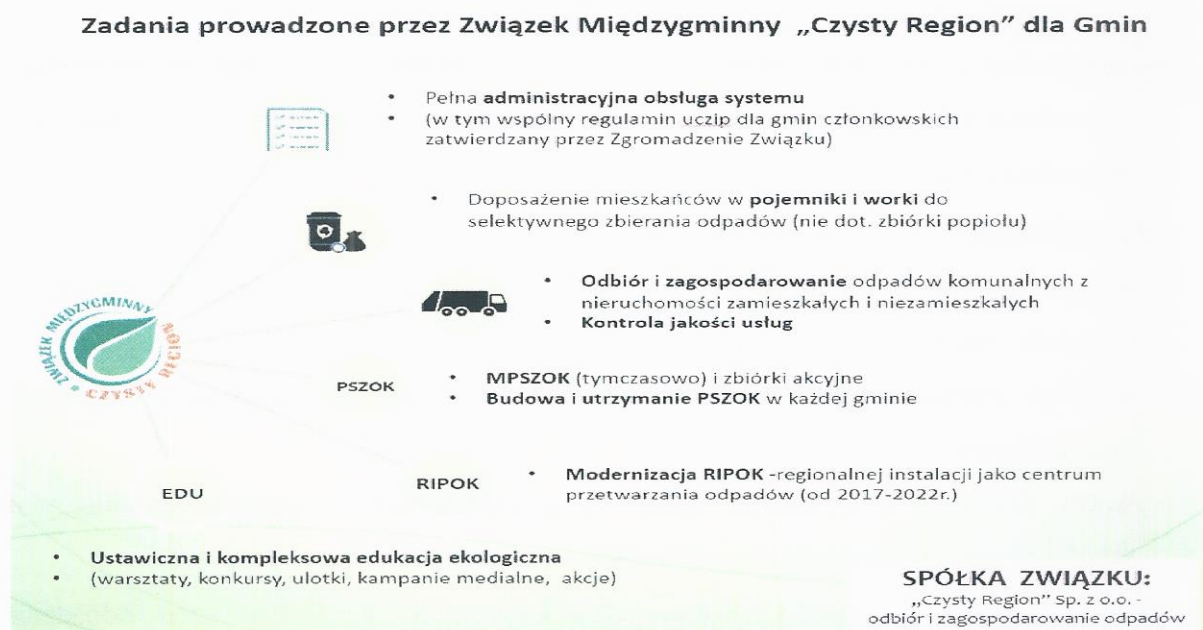 Zadania prowadzone przez Związek Międzygminny „Czysty Region” dla Gmin
• Pełna administracyjna obsługa systemu
• (w tym wspólny regulamin uczip dla gmin członkowskich
zatwierdzany przez Zgromadzenie Związku)
• Doposażenie mieszkańców w pojemniki i worki do
selektywnego zbierania odpadów (nie dot. zbiórki popiołu)
• Odbiór i zagospodarowanie odpadów komunalnych z
nieruchomości zamieszkałych i niezamieszkałych
• Kontrola jakości usług
ZWIĄZEK MIĘDZYGMINNY
CZYSTY REGION
PSZOK
• MPSZOK (tymczasowo) i zbiórki akcyjne
• Budowa i utrzymanie PSZOK w każdej gminie
RIPOK
• Modernizacja RIPOK -regionalnej instalacji jako centrum
przetwarzania odpadów (od 2017-2022r.)
EDU
• Ustawiczna i kompleksowa edukacja ekologiczna
• (warsztaty, konkursy, ulotki, kampanie medialne, akcje)
SPÓŁKA ZWIĄZKU:
„Czysty Region” Sp. z o.o. -
odbiór i zagospodarowanie odpadów